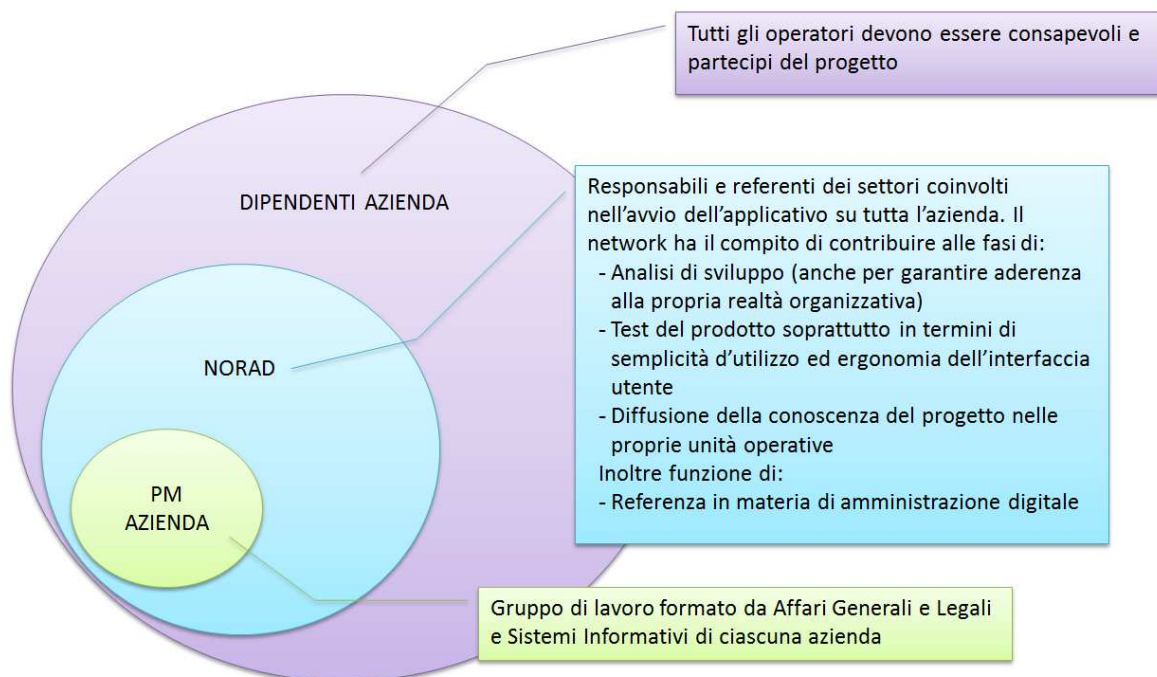 Tutti gli operatori devono essere consapevoli e
partecipi del progetto
DIPENDENTI AZIENDA
Responsabili e referenti dei settori coinvolti
nell'avvio dell'applicativo su tutta l'azienda. Il
network ha il compito di contribuire alle fasi di:
- Analisi di sviluppo (anche per garantire aderenza
alla propria realtà organizzativa)
- Test del prodotto soprattutto in termini di
semplicità d'utilizzo ed ergonomia dell'interfaccia
utente
- Diffusione della conoscenza del progetto nelle
proprie unità operative
Inoltre funzione di:
- Referenza in materia di amministrazione digitale
NORAD
PM
AZIENDA
Gruppo di lavoro formato da Affari Generali e Legali
e Sistemi Informativi di ciascuna azienda